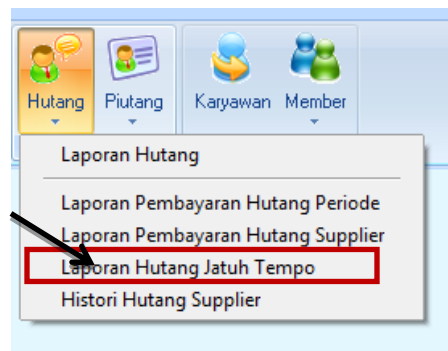 Hutang Piutang Karyawan Member
Laporan Hutang
Laporan Pembayaran Hutang Periode
Laporan Pembayaran Hutang Supplier
Laporan Hutang Jatuh Tempo
Histori Hutang Supplier